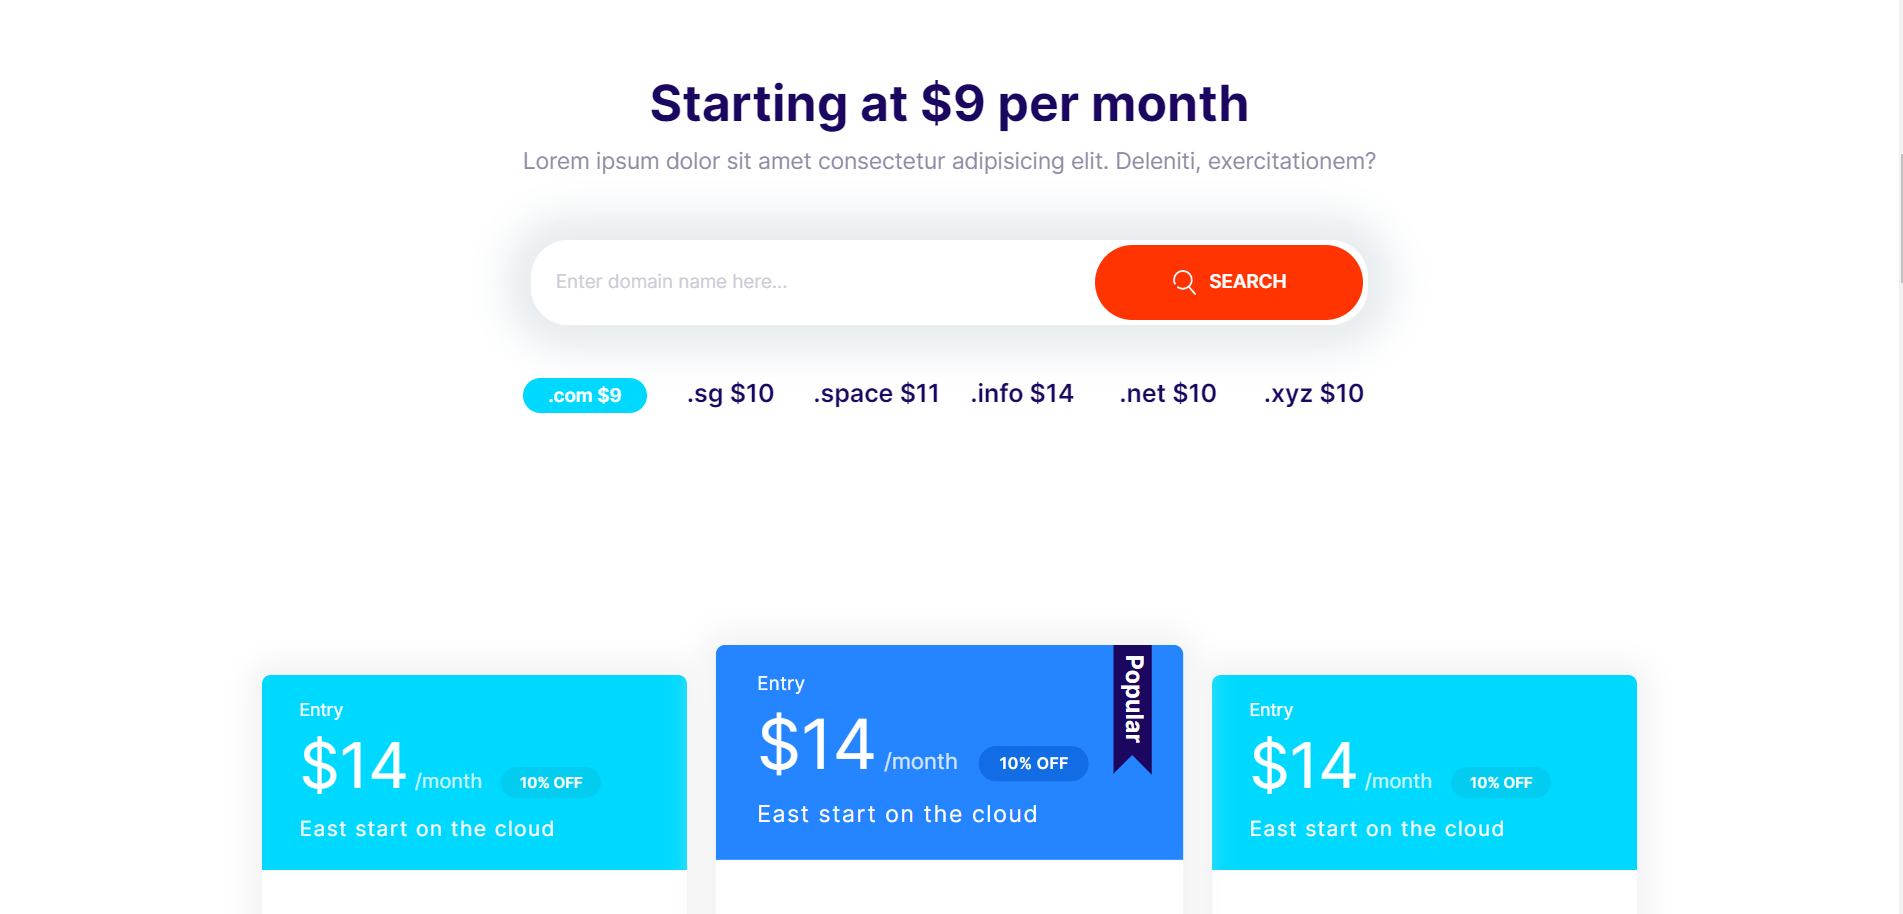 Starting at $9 per month
Lorem ipsum dolor sit amet consectetur adipisicing elit. Deleniti, exercitationem?
Enter domain name here...
SEARCH
.com $9
.sg $10
.space $11
.info $14
.net $10
.xyz $10
Entry
$14 /month 10% OFF
East start on the cloud
Popular
Entry
$14 /month 10% OFF
East start on the cloud
Entry
$14 /month 10% OFF
East start on the cloud